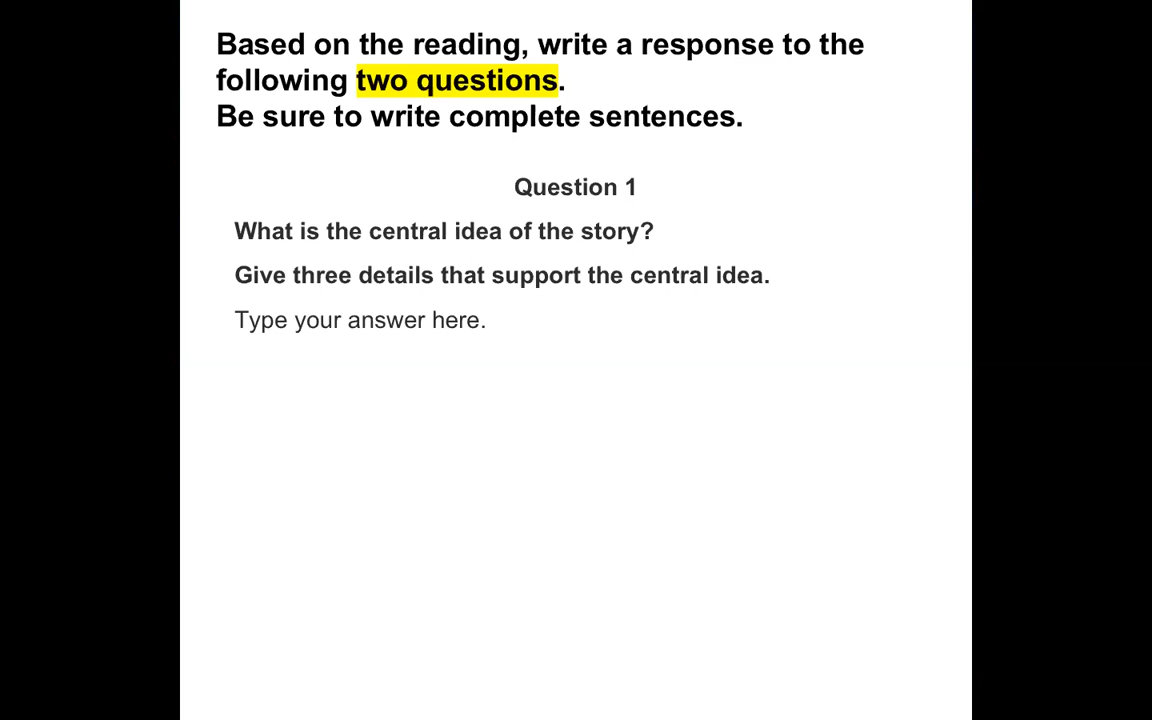 Based on the reading, write a response to the
following two questions.
Be sure to write complete sentences.
Question 1
What is the central idea of the story?
Give three details that support the central idea.
Type your answer here.